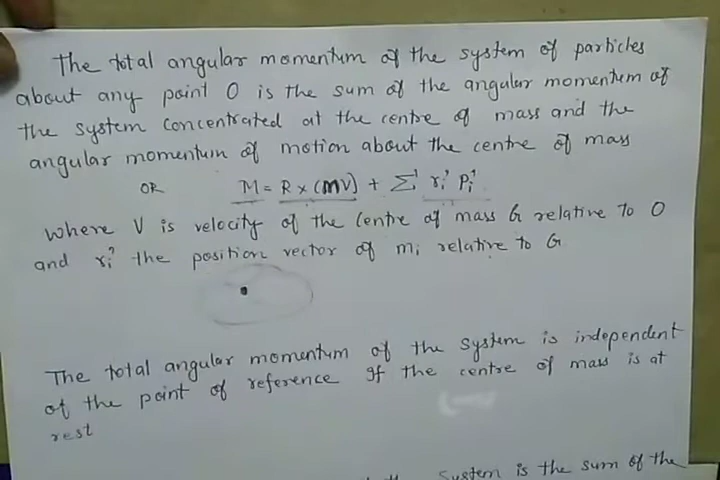 The total angular momentum of the system of particles
about any point O is the sum of the angular momentum of
the system concentrated at the centre of mass and the
angular momentum of motion about the centre of mass
OR M = R × (MV) + Σ' ri' Pi'
where V is velocity of the centre of mass G relative to O
and ri' the position vector of mi relative to G
The total angular momentum of the system is independent
of the point of reference If the centre of mass is at
rest
system is the sum of the